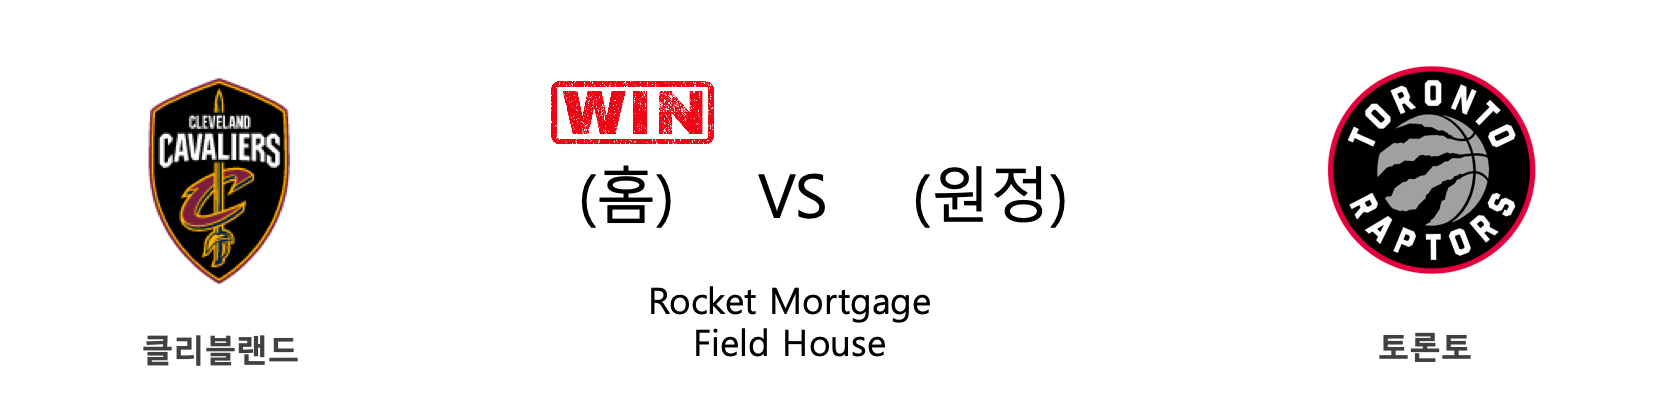 CLEVELAND
CAVALIERS
WIN
(홈) VS (원정)
Rocket Mortgage
Field House
TORONTO
RAPTORS
클리블랜드
토론토